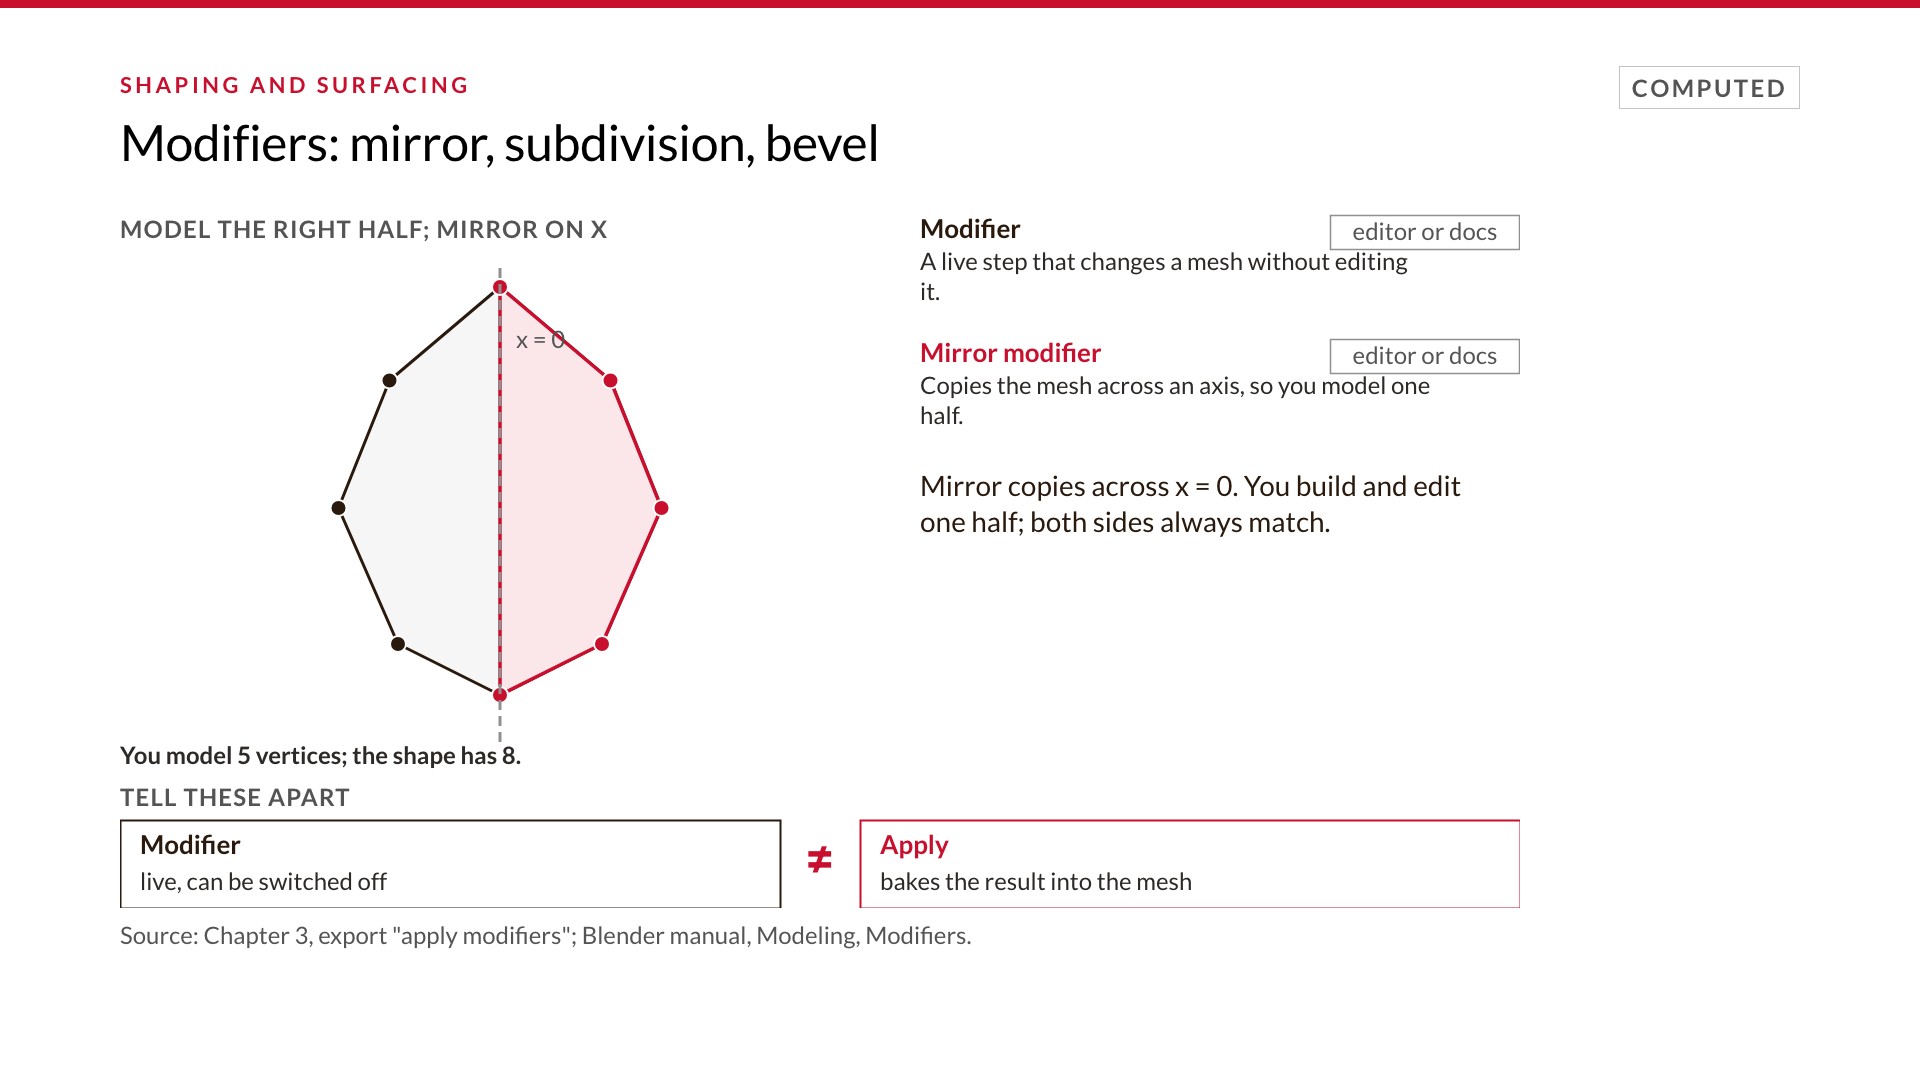 SHAPING AND SURFACING
COMPUTED
Modifiers: mirror, subdivision, bevel
MODEL THE RIGHT HALF; MIRROR ON X
x = 0
You model 5 vertices; the shape has 8.
Modifier
editor or docs
A live step that changes a mesh without editing
it.
Mirror modifier
editor or docs
Copies the mesh across an axis, so you model one
half.
Mirror copies across x = 0. You build and edit
one half; both sides always match.
TELL THESE APART
Modifier
live, can be switched off
≠
Apply
bakes the result into the mesh
Source: Chapter 3, export "apply modifiers"; Blender manual, Modeling, Modifiers.